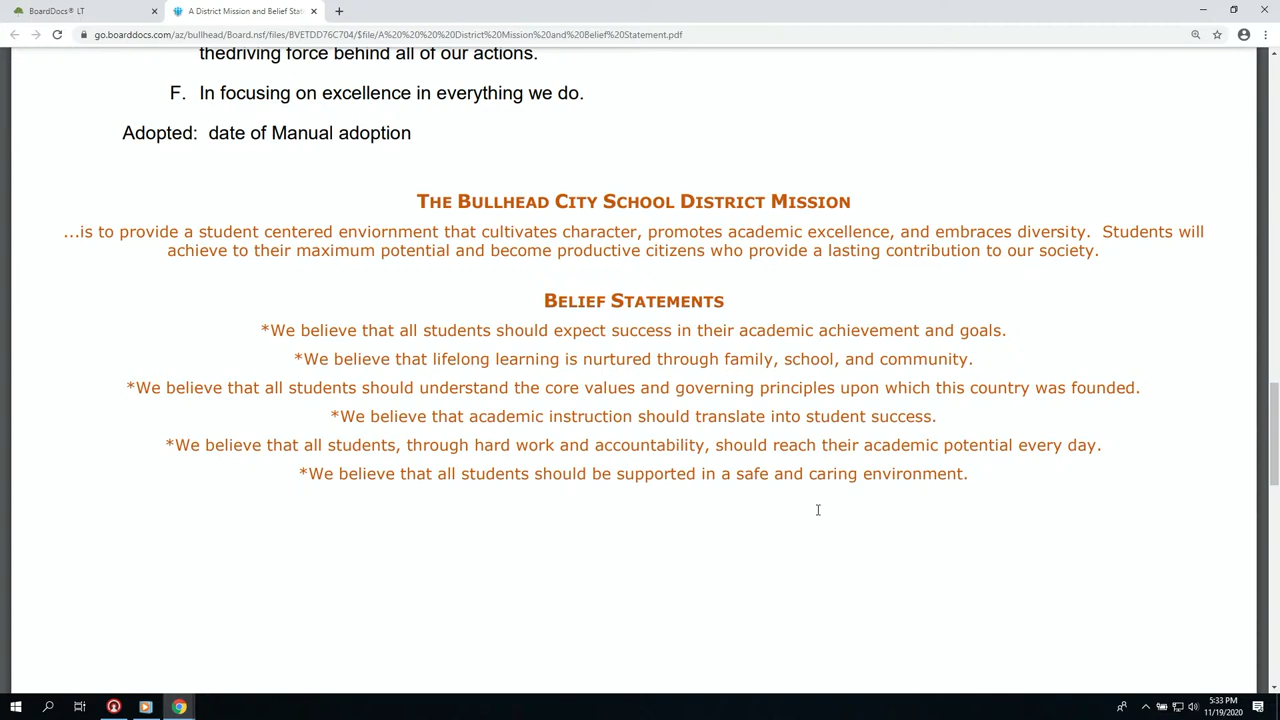 BoardDocs® LT
A District Mission and Belief Stat
go.boarddocs.com/az/bullhead/Board.nsf/files/BVETDD76C704/$file/A%20%20%20%20District%20Mission%20and%20Belief%20Statement.pdf
thedriving force behind all of our actions.
F. In focusing on excellence in everything we do.
Adopted: date of Manual adoption
THE BULLHEAD CITY SCHOOL DISTRICT MISSION
...is to provide a student centered enviornment that cultivates character, promotes academic excellence, and embraces diversity. Students will
achieve to their maximum potential and become productive citizens who provide a lasting contribution to our society.
BELIEF STATEMENTS
*We believe that all students should expect success in their academic achievement and goals.
*We believe that lifelong learning is nurtured through family, school, and community.
*We believe that all students should understand the core values and governing principles upon which this country was founded.
*We believe that academic instruction should translate into student success.
*We believe that all students, through hard work and accountability, should reach their academic potential every day.
*We believe that all students should be supported in a safe and caring environment.
5:33 PM
11/19/2020